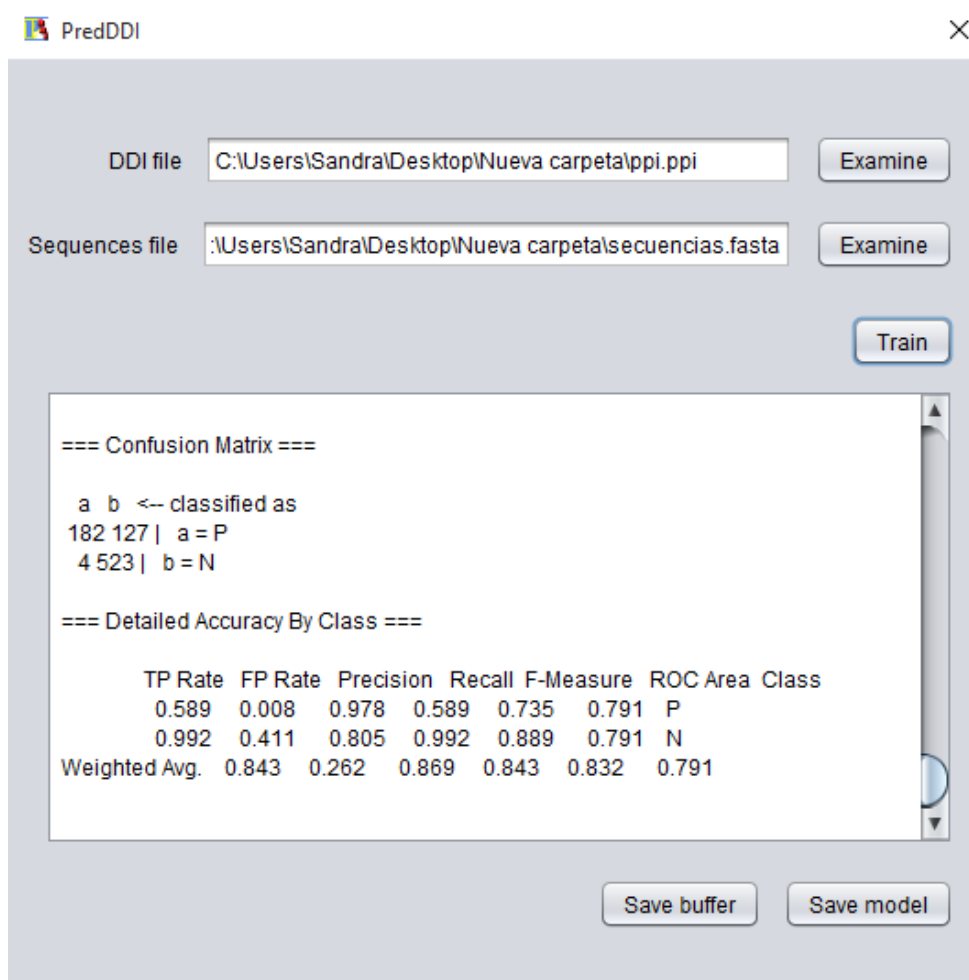 PredDDI
DDI file C:\Users\Sandra\Desktop\Nueva carpeta\ppi.ppi Examine
Sequences file :\Users\Sandra\Desktop\Nueva carpeta\secuencias.fasta Examine
Train
=== Confusion Matrix ===
a b <-- classified as
182 127 | a = P
4 523 | b = N
=== Detailed Accuracy By Class ===
TP Rate FP Rate Precision Recall F-Measure ROC Area Class
0.589 0.008 0.978 0.589 0.735 0.791 P
0.992 0.411 0.805 0.992 0.889 0.791 N
Weighted Avg. 0.843 0.262 0.869 0.843 0.832 0.791
Save buffer Save model